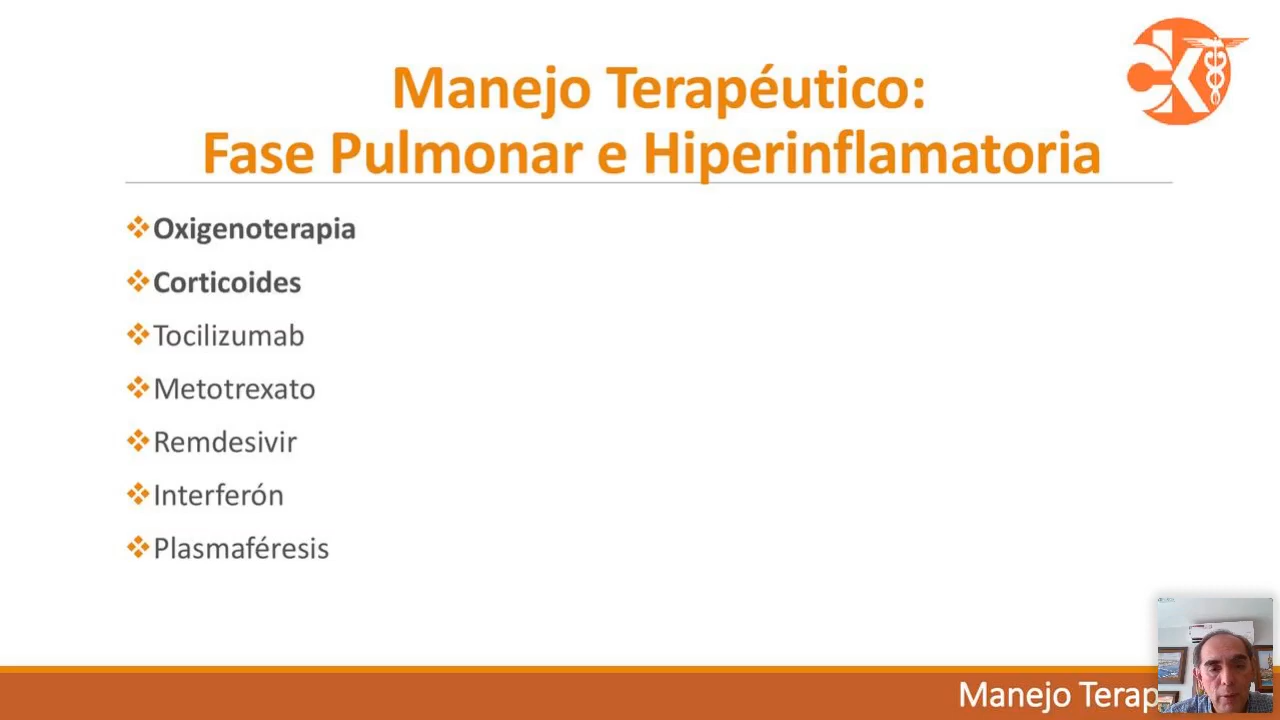 Manejo Terapéutico:
Fase Pulmonar e Hiperinflamatoria
Oxigenoterapia
Corticoides
Tocilizumab
Metotrexato
Remdesivir
Interferón
Plasmaféresis
Manejo Terap